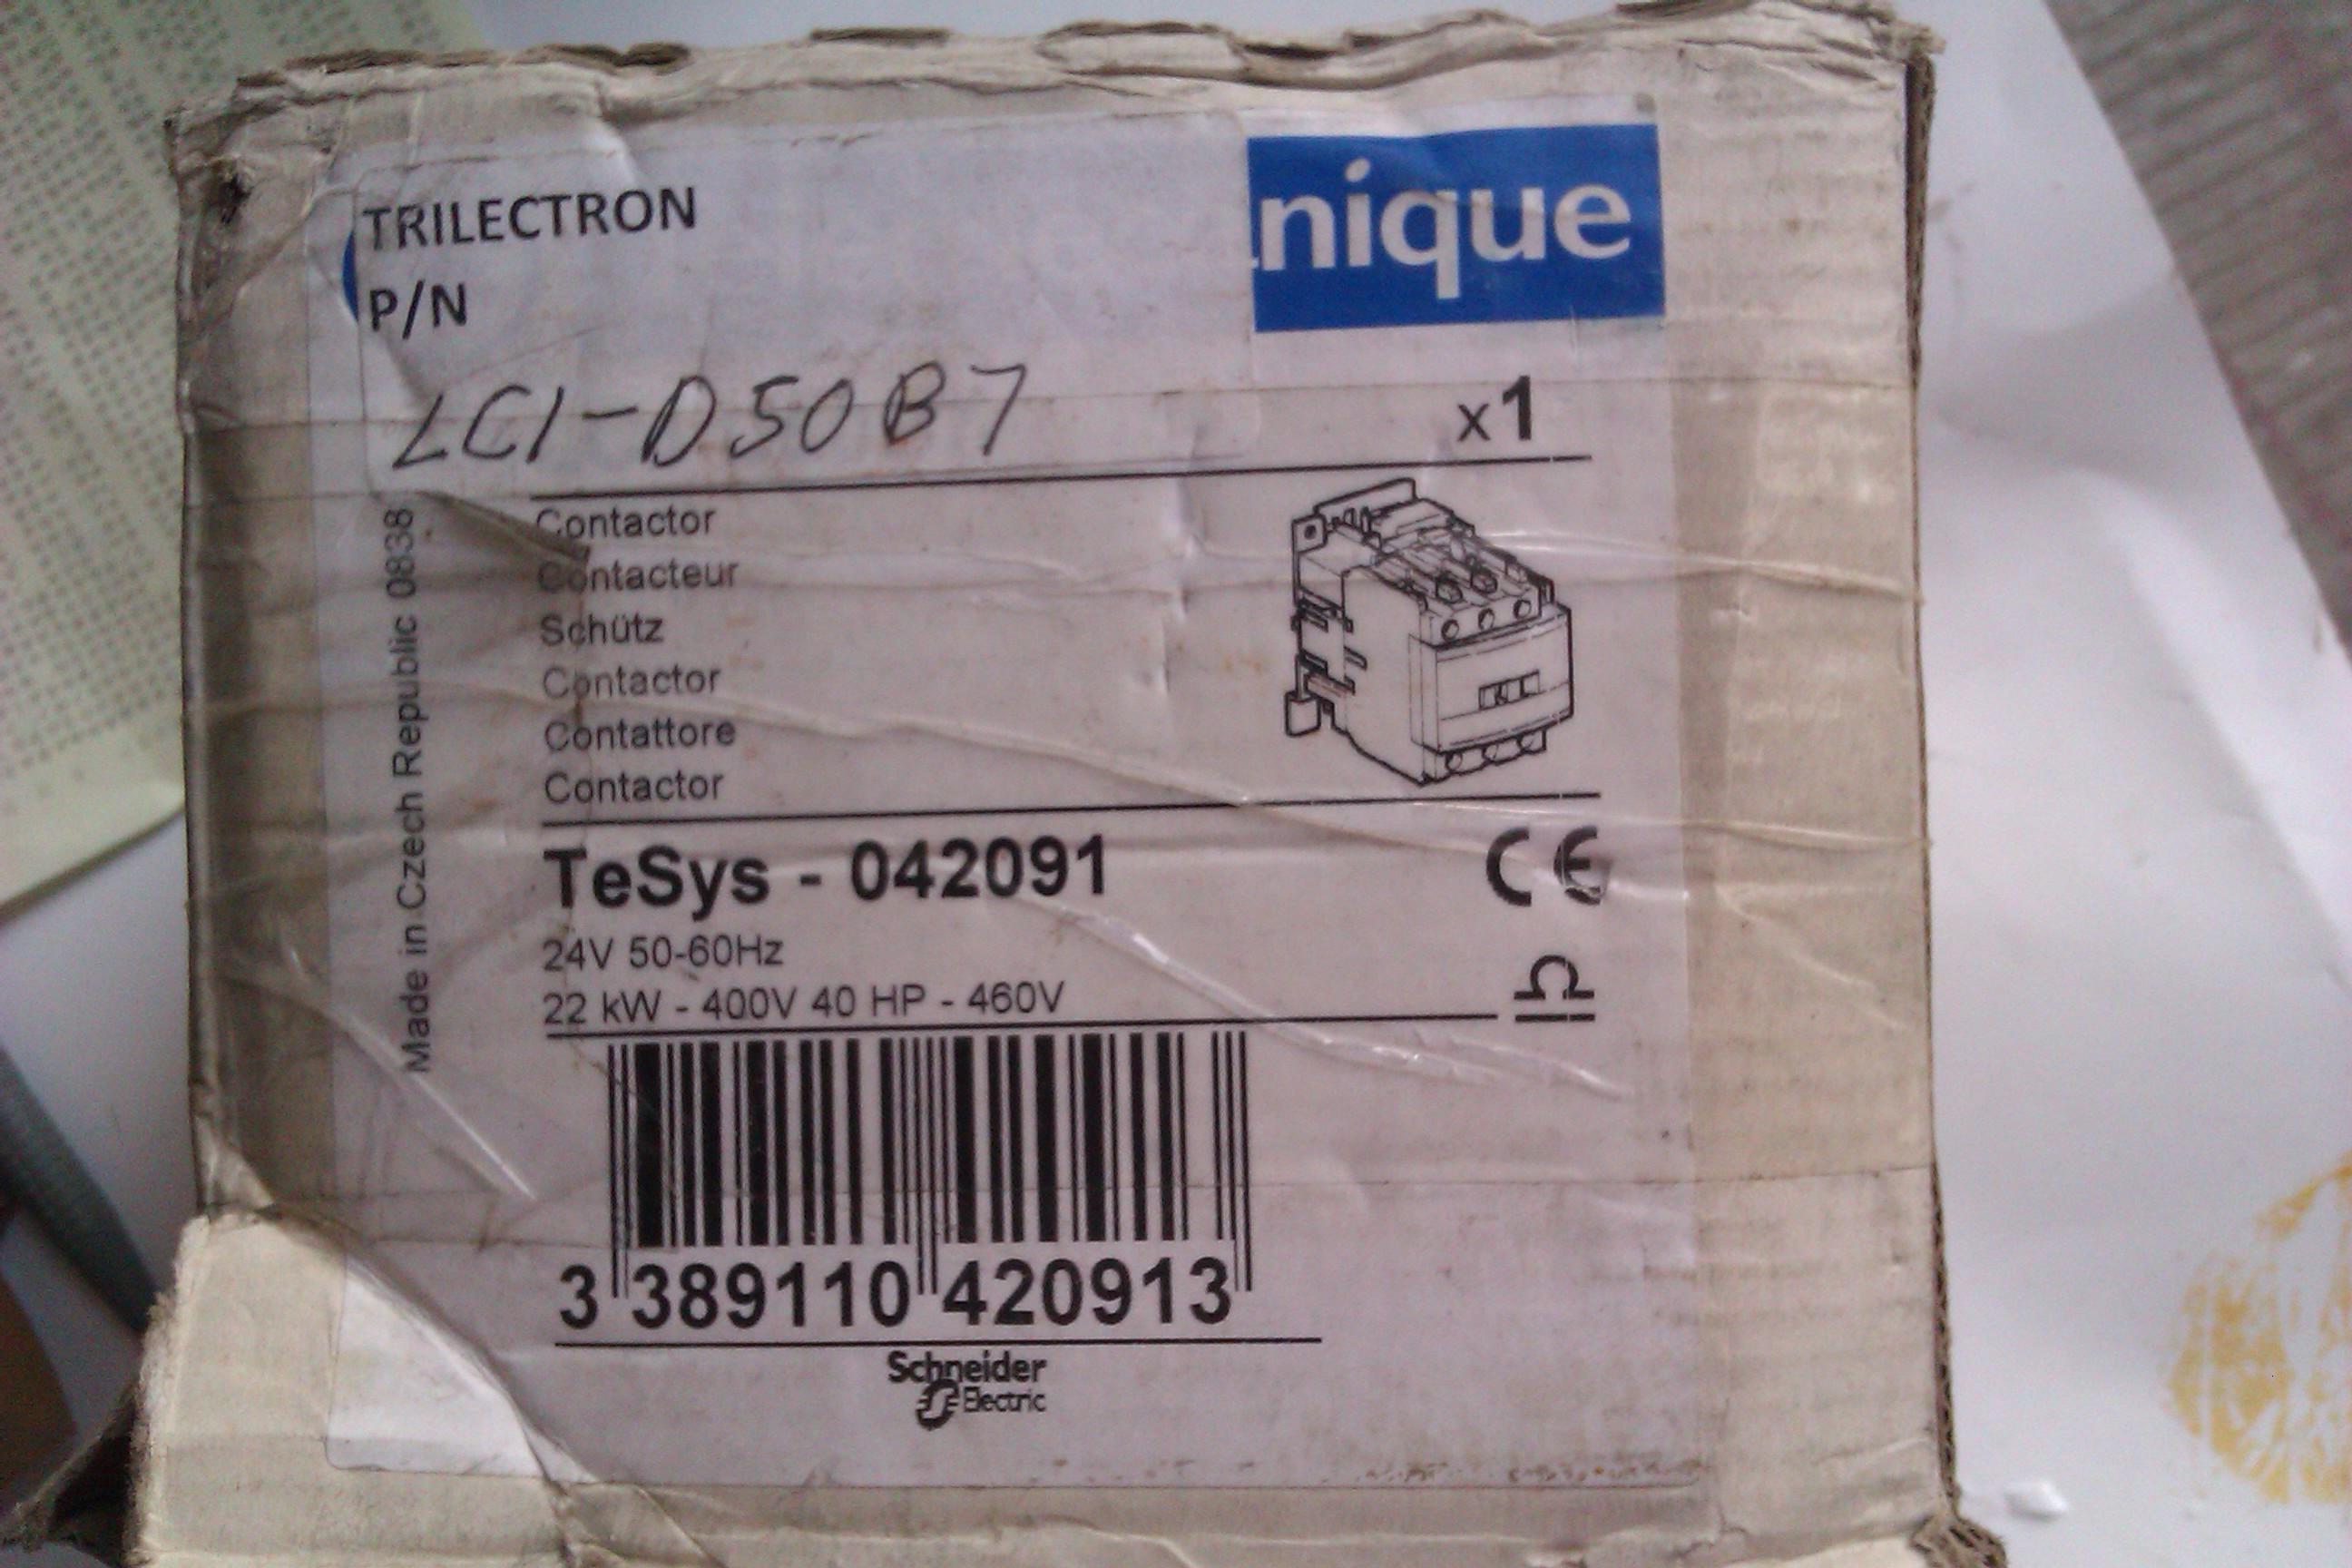 TRILECTRON
P/N
nique
LC1-D50B7
x1
Contactor
Contacteur
Schütz
Contactor
Contattore
Contactor
Made in Czech Republic 0838
TeSys - 042091
CE
24V 50-60Hz
22 kW - 400V 40 HP - 460V
3 389110 420913
Schneider
Electric